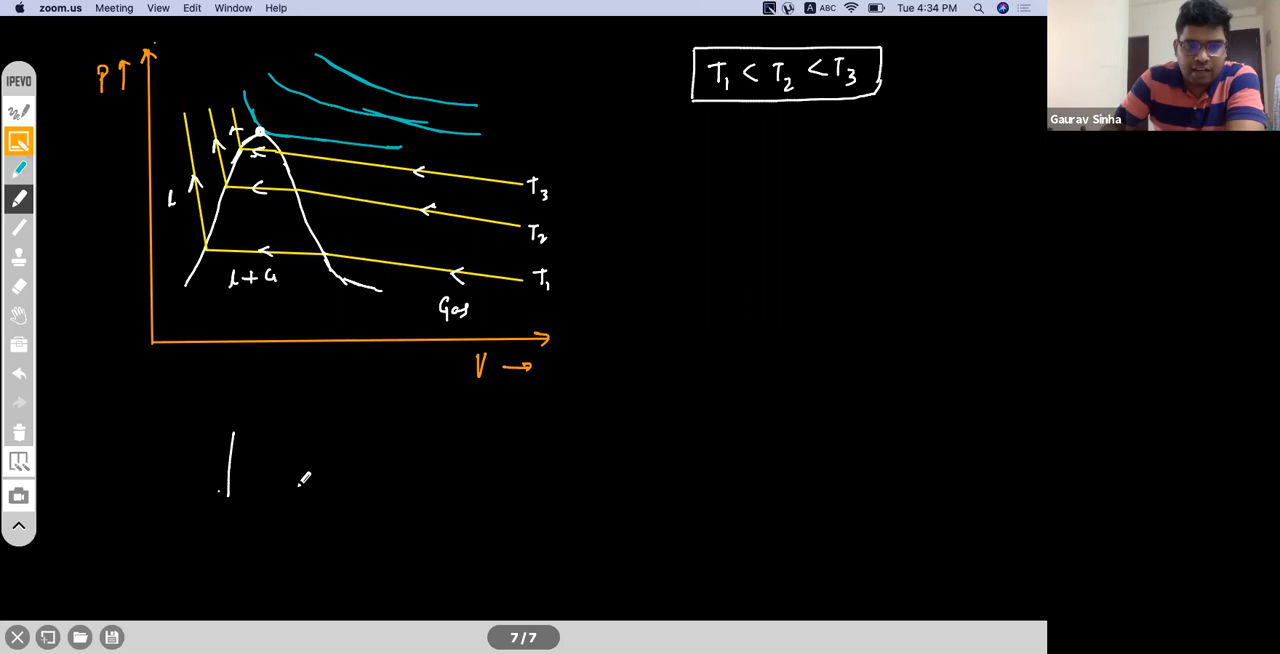 zoom.us Meeting View Edit Window Help
A ABC Tue 4:34 PM
IPEVO
P↑
T₁ < T₂ < T₃
Gaurav Sinha
L
T₃
T₂
L+G
T₁
Gas
V →
7/7